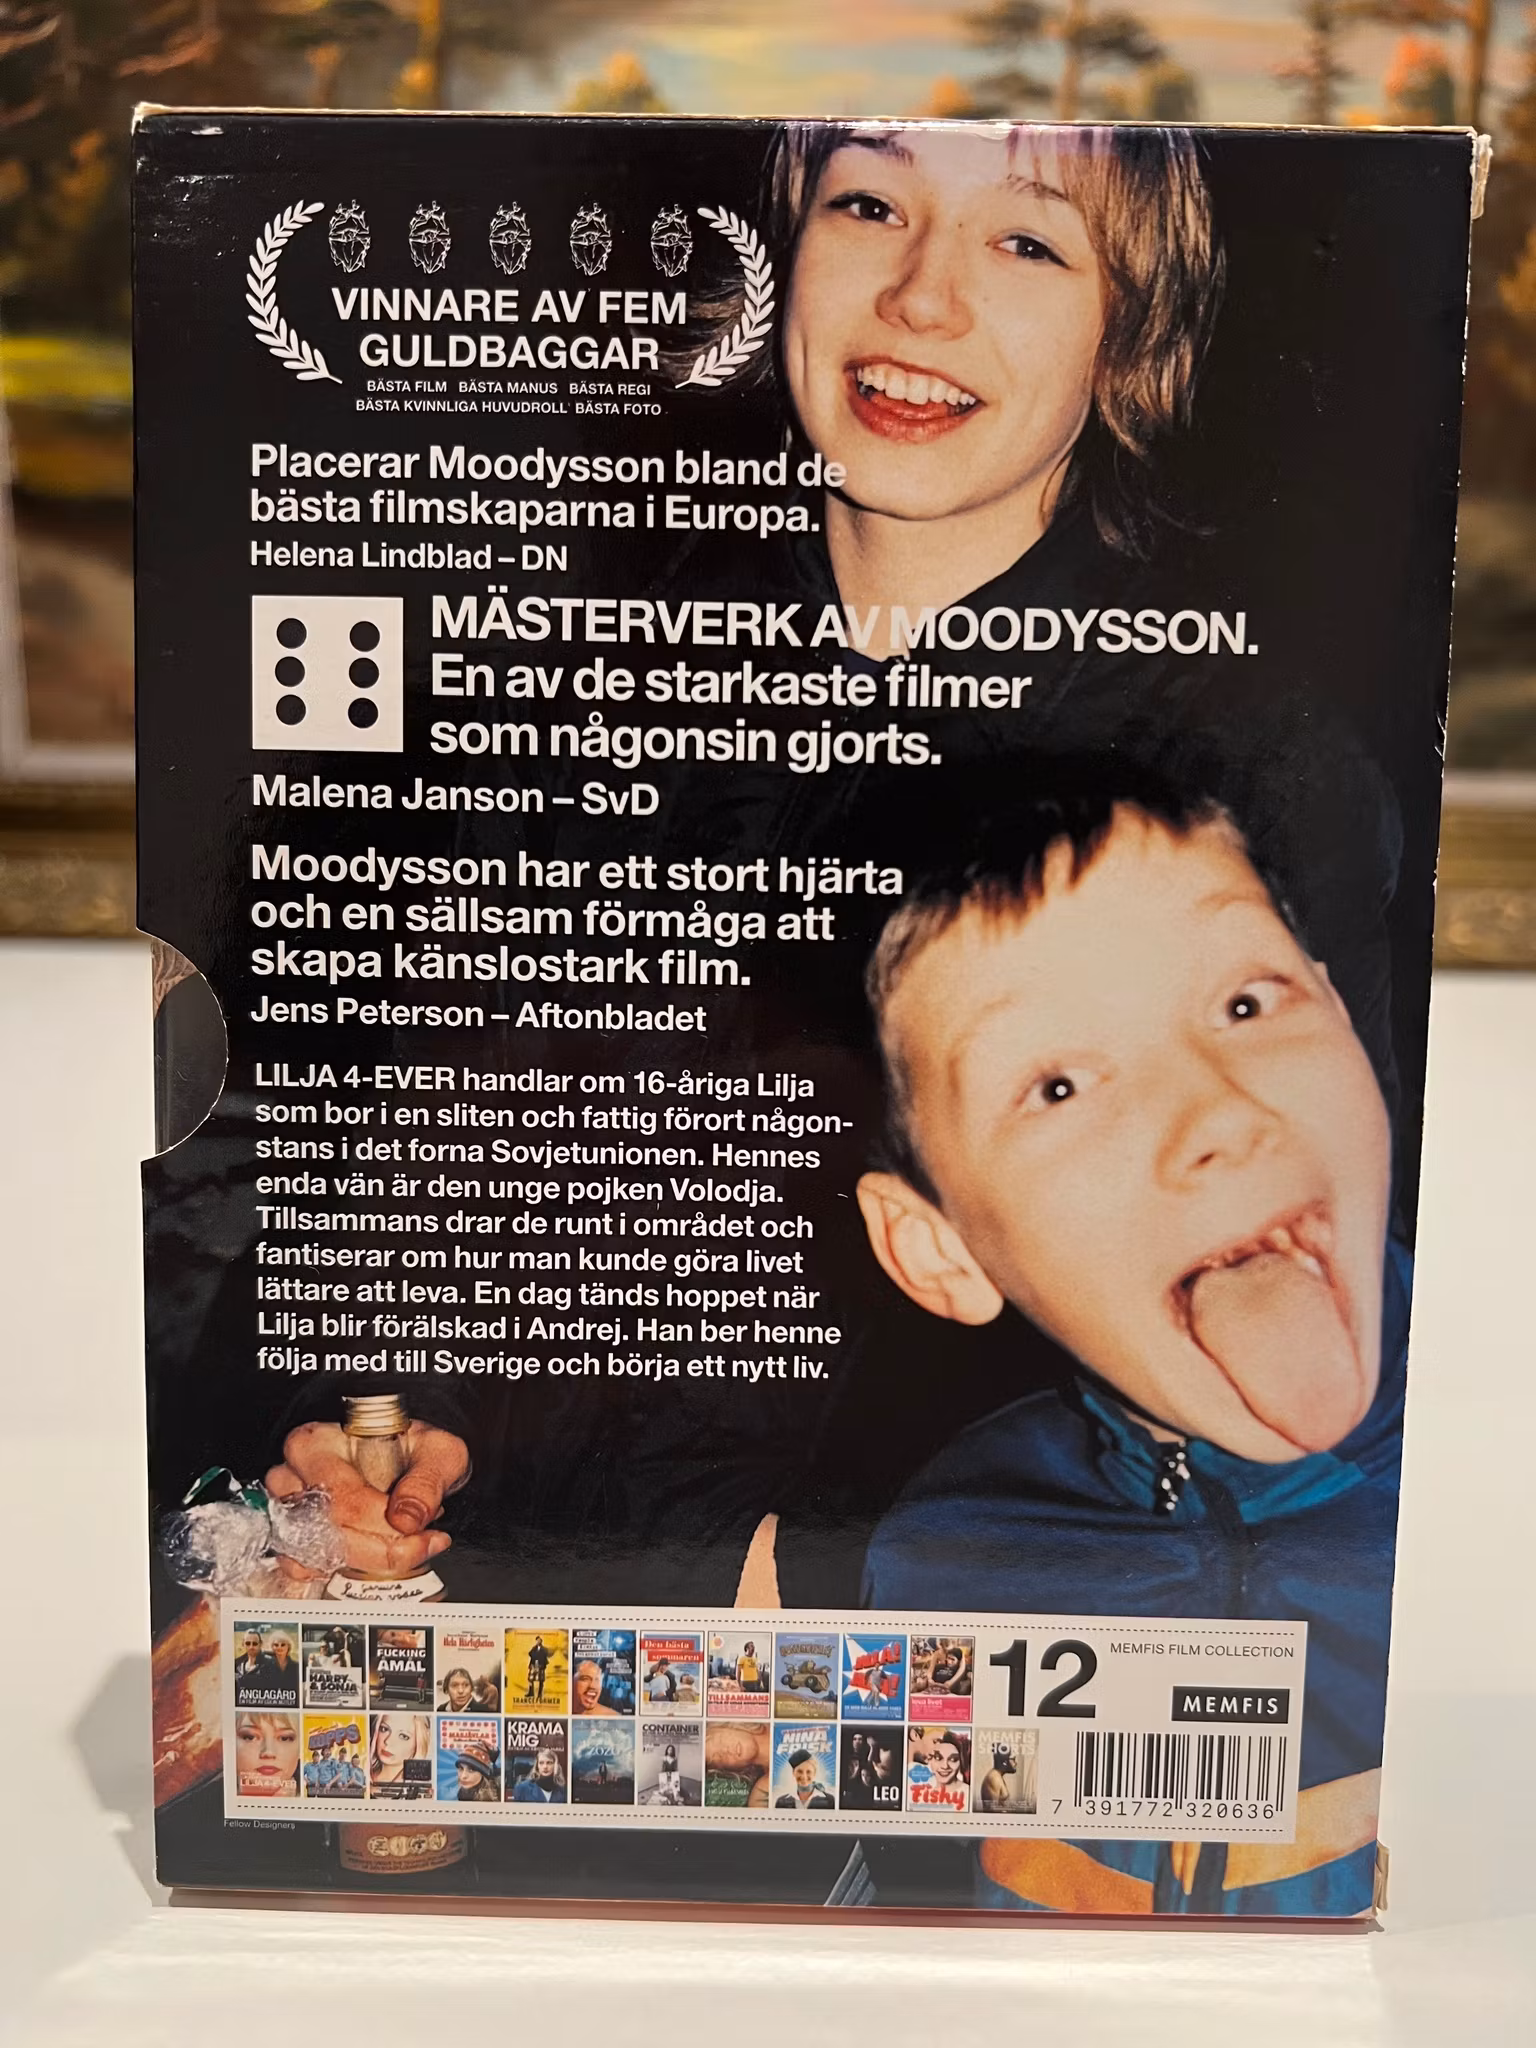 VINNARE AV FEM
GULDBAGGAR
BÄSTA FILM BÄSTA MANUS BÄSTA REGI
BÄSTA KVINNLIGA HUVUDROLL BÄSTA FOTO
Placerar Moodysson bland de
bästa filmskaparna i Europa.
Helena Lindblad – DN
MÄSTERVERK AV MOODYSSON.
En av de starkaste filmer
som någonsin gjorts.
Malena Janson – SvD
Moodysson har ett stort hjärta
och en sällsam förmåga att
skapa känslostark film.
Jens Peterson – Aftonbladet
LILJA 4-EVER handlar om 16-åriga Lilja
som bor i en sliten och fattig förort någon-
stans i det forna Sovjetunionen. Hennes
enda vän är den unge pojken Volodja.
Tillsammans drar de runt i området och
fantiserar om hur man kunde göra livet
lättare att leva. En dag tänds hoppet när
Lilja blir förälskad i Andrej. Han ber henne
följa med till Sverige och börja ett nytt liv.
ÄNGLAGÅRD
HARRY
& SONJA
FUCKING
ÅMÅL
Hela Härligheten
TRANCEFORMER
Den bästa
sommaren
TILLSAMMANS
12
MEMFIS FILM COLLECTION
MEMFIS
LILJA 4-EVER
KOPPS
KRAMA
MIG
ZOZO
CONTAINER
NINA
FRISK
LEO
Fishy
MEMFIS
SHORTS
7 391772 320636
Fellow Designers